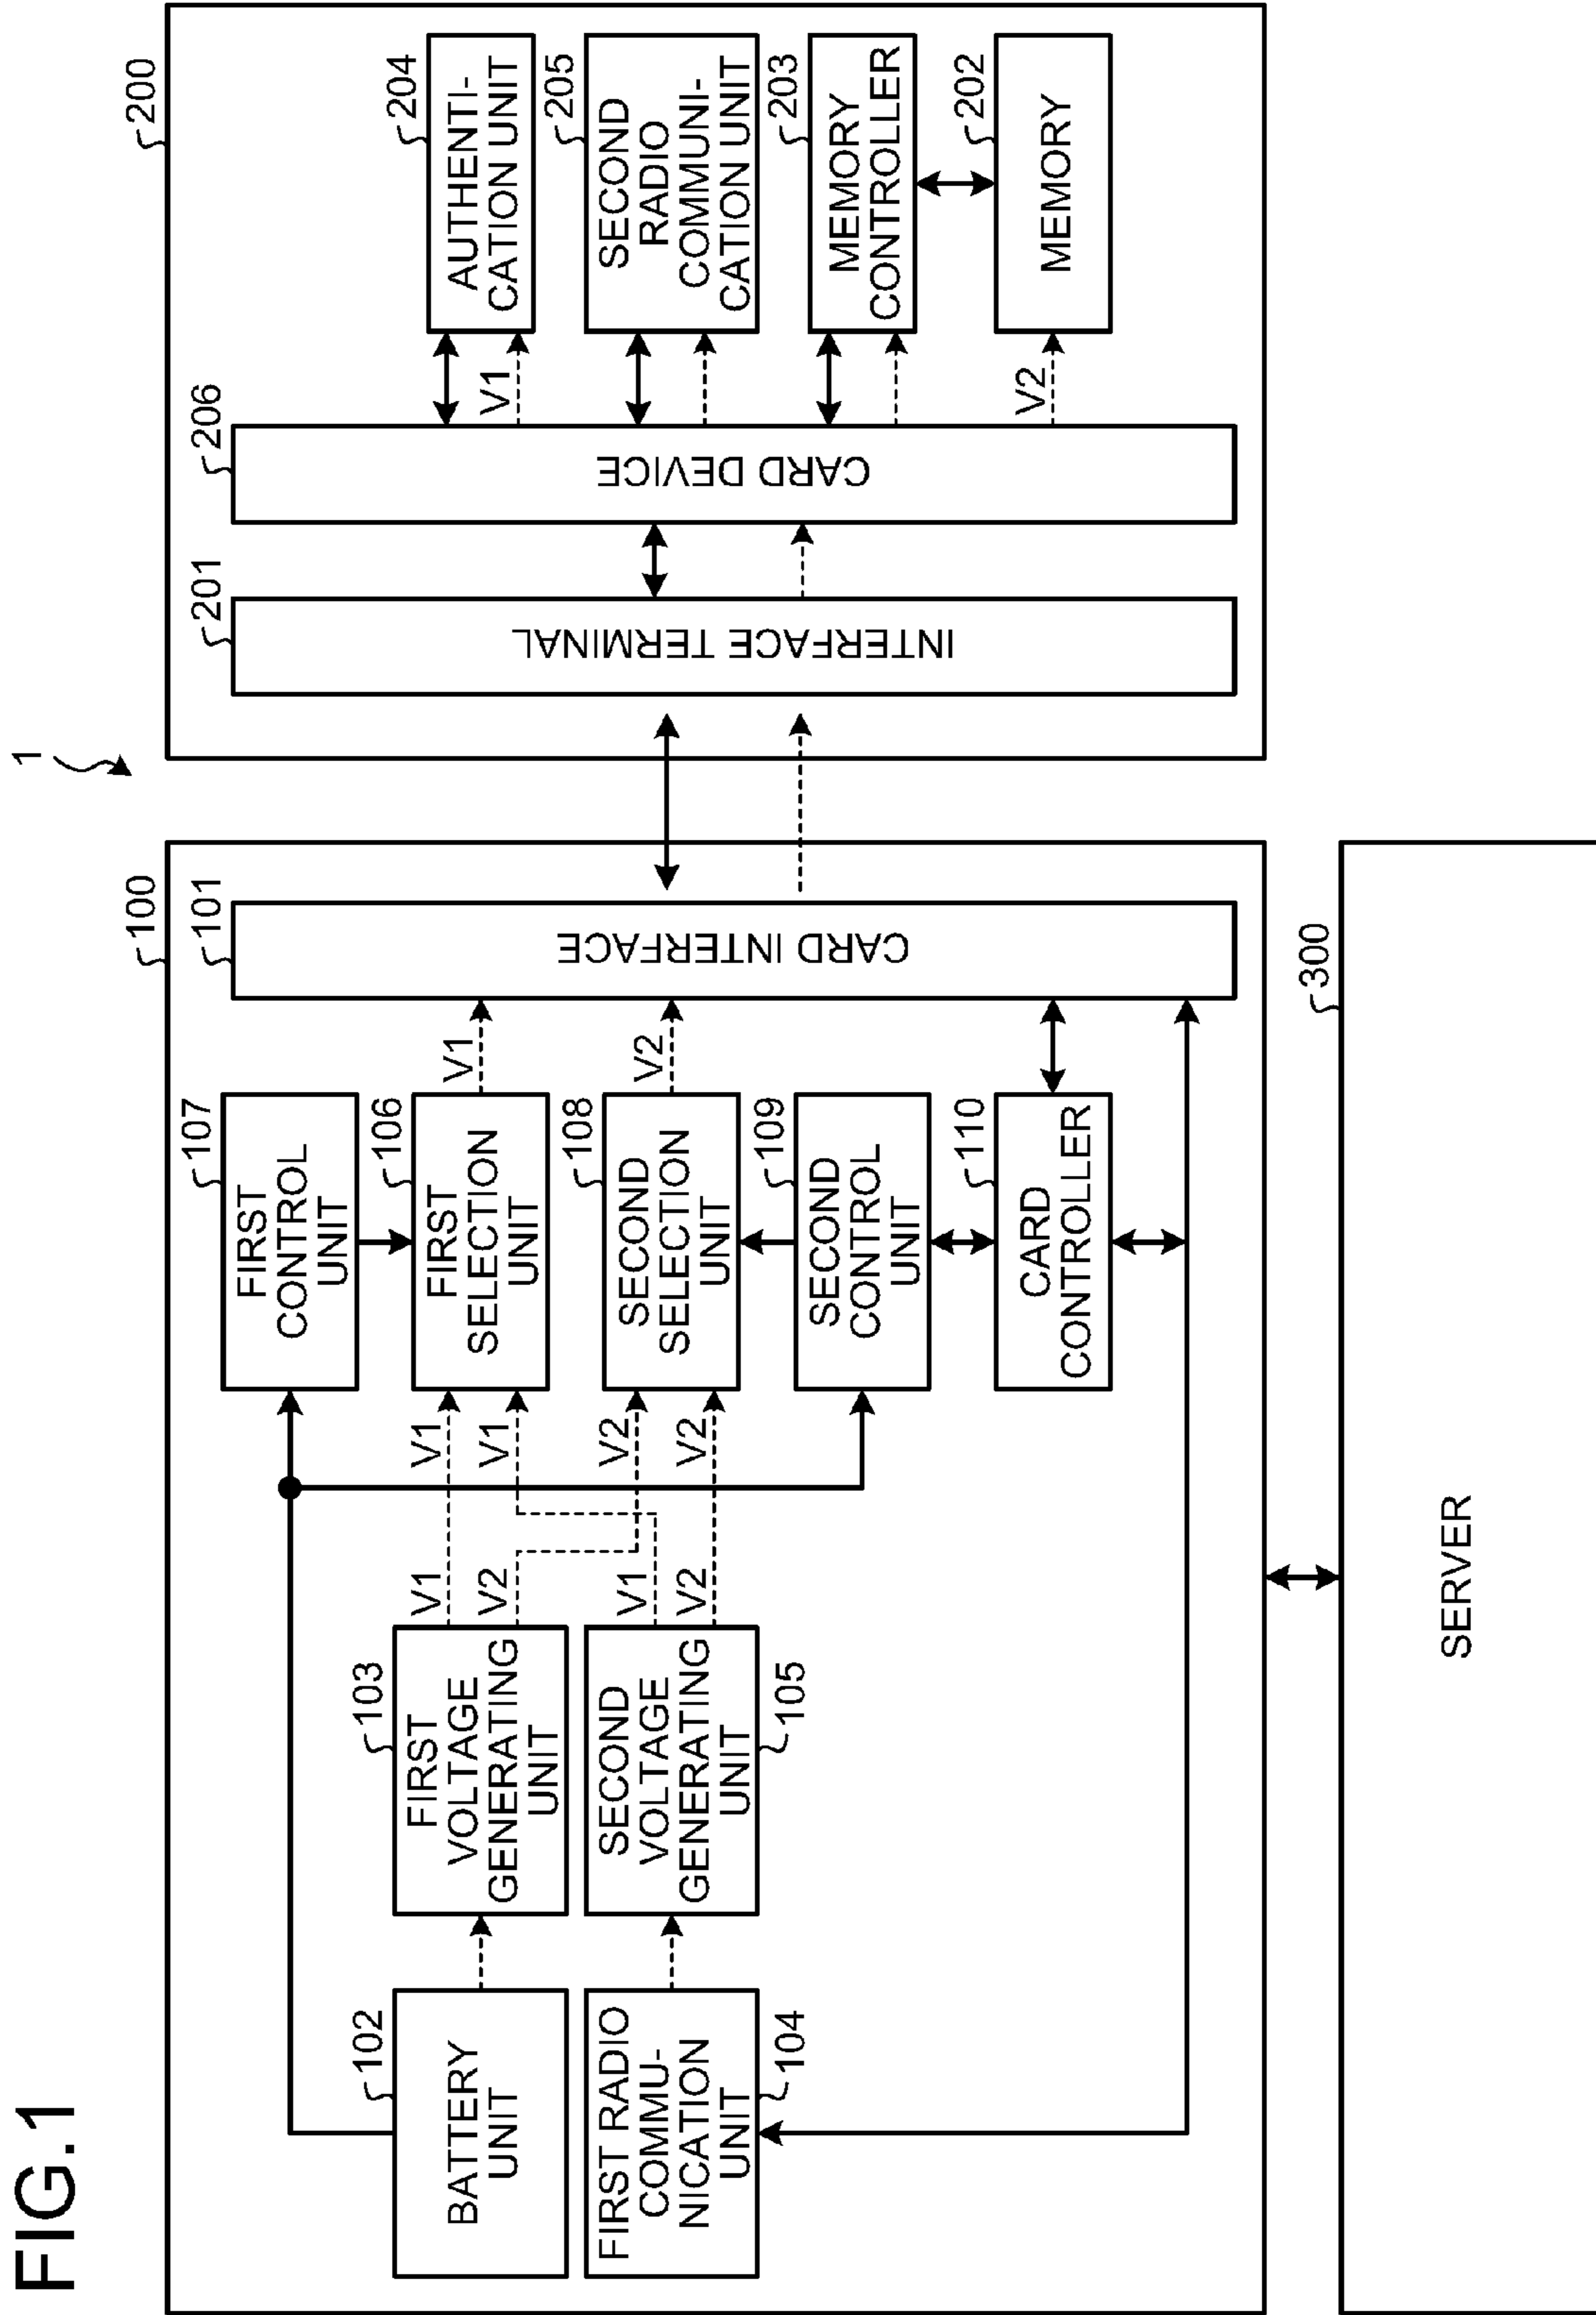 FIG.1
1
100
102
BATTERY
UNIT
FIRST RADIO
COMMU-
NICATION
UNIT
104
103
FIRST
VOLTAGE
GENERATING
UNIT
SECOND
VOLTAGE
GENERATING
UNIT
105
V1
V2
V1
V2
V1
V1
V2
V2
107
FIRST
CONTROL
UNIT
106
FIRST
SELECTION
UNIT
108
SECOND
SELECTION
UNIT
109
SECOND
CONTROL
UNIT
110
CARD
CONTROLLER
V1
V2
101
CARD INTERFACE
200
201
INTERFACE TERMINAL
206
CARD DEVICE
V1
V2
204
AUTHENTI-
CATION UNIT
205
SECOND
RADIO
COMMUNI-
CATION UNIT
203
MEMORY
CONTROLLER
202
MEMORY
300
SERVER